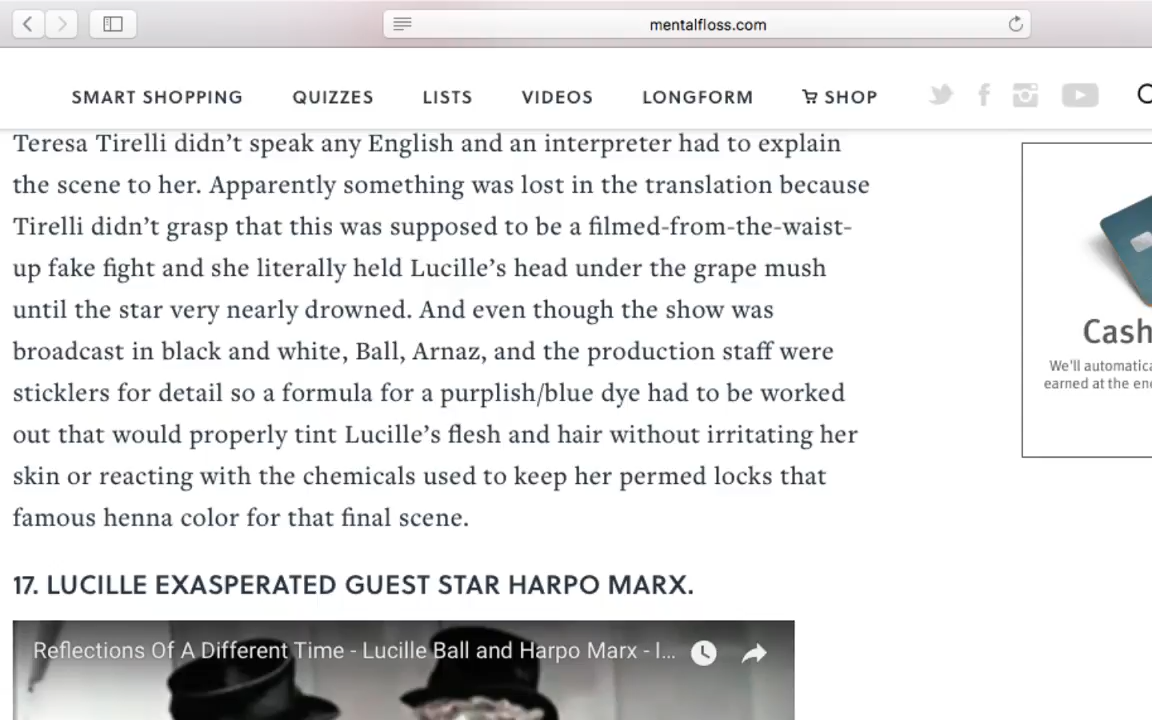 mentalfloss.com
SMART SHOPPING QUIZZES LISTS VIDEOS LONGFORM SHOP
Teresa Tirelli didn’t speak any English and an interpreter had to explain
the scene to her. Apparently something was lost in the translation because
Tirelli didn’t grasp that this was supposed to be a filmed-from-the-waist-
up fake fight and she literally held Lucille’s head under the grape mush
until the star very nearly drowned. And even though the show was
broadcast in black and white, Ball, Arnaz, and the production staff were
sticklers for detail so a formula for a purplish/blue dye had to be worked
out that would properly tint Lucille’s flesh and hair without irritating her
skin or reacting with the chemicals used to keep her permed locks that
famous henna color for that final scene.
Cash
We'll automatica
earned at the en
17. LUCILLE EXASPERATED GUEST STAR HARPO MARX.
Reflections Of A Different Time - Lucille Ball and Harpo Marx - I...